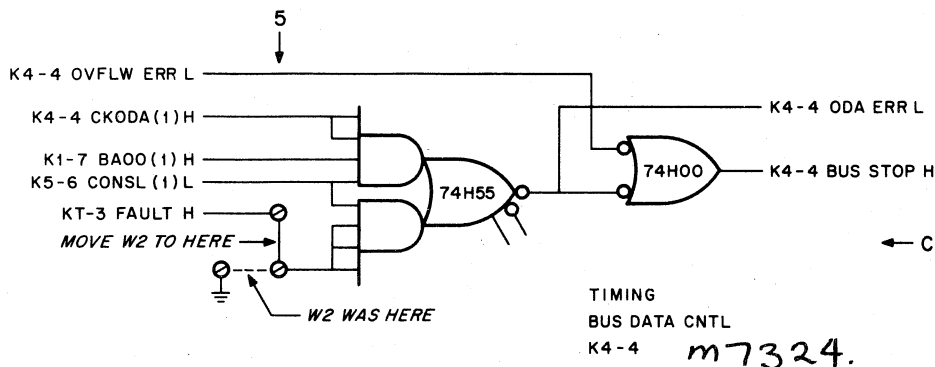 5
K4-4 OVFLW ERR L
K4-4 CKODA (1) H
K4-4 ODA ERR L
K1-7 BA00 (1) H
K5-6 CONSL (1) L
74H55
74H00
K4-4 BUS STOP H
KT-3 FAULT H
MOVE W2 TO HERE
C
W2 WAS HERE
TIMING
BUS DATA CNTL
K4-4 M7324.